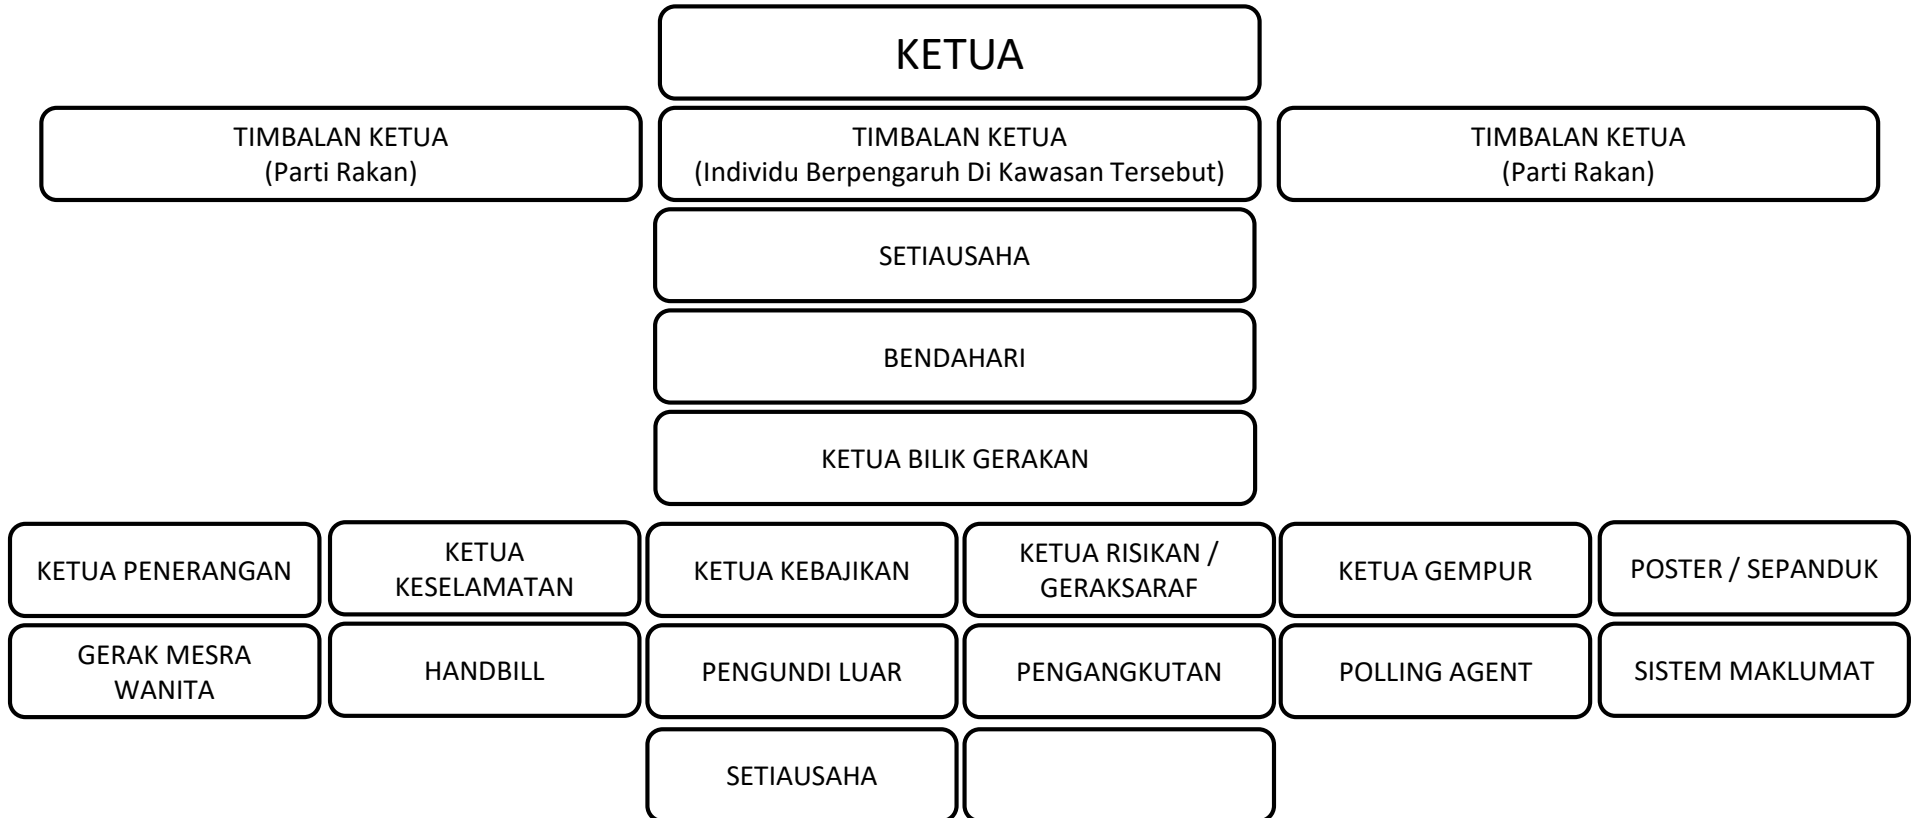 KETUA
TIMBALAN KETUA
(Parti Rakan)
TIMBALAN KETUA
(Individu Berpengaruh Di Kawasan Tersebut)
TIMBALAN KETUA
(Parti Rakan)
SETIAUSAHA
BENDAHARI
KETUA BILIK GERAKAN
KETUA PENERANGAN
KETUA
KESELAMATAN
KETUA KEBAJIKAN
KETUA RISIKAN /
GERAKSARAF
KETUA GEMPUR
POSTER / SEPANDUK
GERAK MESRA
WANITA
HANDBILL
PENGUNDI LUAR
PENGANGKUTAN
POLLING AGENT
SISTEM MAKLUMAT
SETIAUSAHA